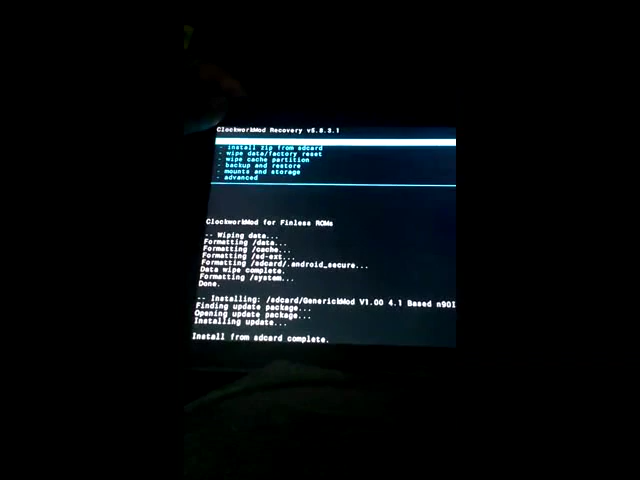 ClockworkMod Recovery v5.8.3.1
- install zip from sdcard
- wipe data/factory reset
- wipe cache partition
- backup and restore
- mounts and storage
- advanced
ClockworkMod for Finless ROMs
-- Wiping data...
Formatting /data...
Formatting /cache...
Formatting /sd-ext...
Formatting /sdcard/.android_secure...
Data wipe complete.
Formatting /system...
Done.
-- Installing: /sdcard/GenerickMod V1.00 4.1 Based
Finding update package...
Opening update package...
Installing update...
Install from sdcard complete.